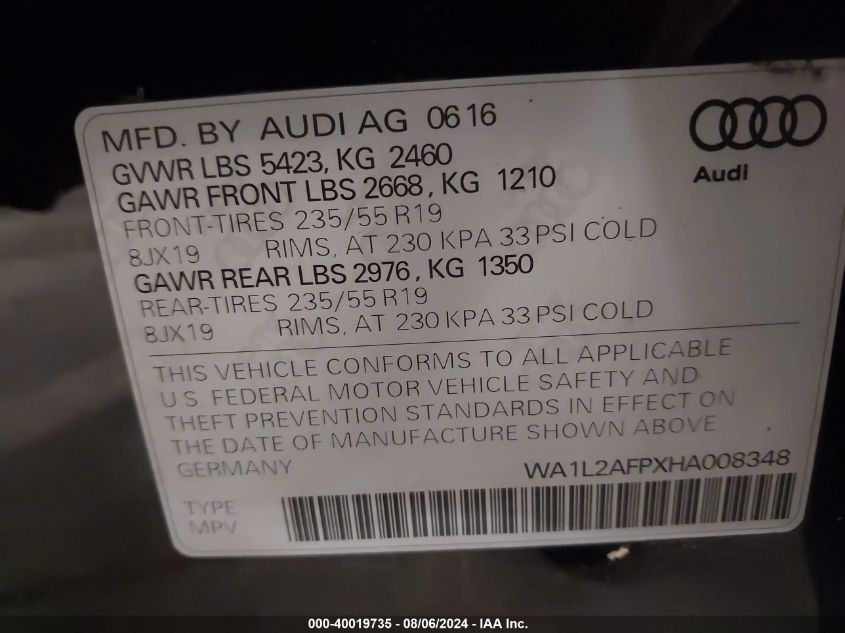 MFD. BY AUDI AG 06 16
GVWR LBS 5423, KG 2460
GAWR FRONT LBS 2668, KG 1210
FRONT-TIRES 235/55 R19
8JX19 RIMS, AT 230 KPA 33 PSI COLD
GAWR REAR LBS 2976, KG 1350
REAR-TIRES 235/55 R19
8JX19 RIMS, AT 230 KPA 33 PSI COLD
Audi
THIS VEHICLE CONFORMS TO ALL APPLICABLE
U.S. FEDERAL MOTOR VEHICLE SAFETY AND
THEFT PREVENTION STANDARDS IN EFFECT ON
THE DATE OF MANUFACTURE SHOWN ABOVE
GERMANY WA1L2AFPXHA008348
TYPE
MPV
000-40019735 - 08/06/2024 - IAA Inc.